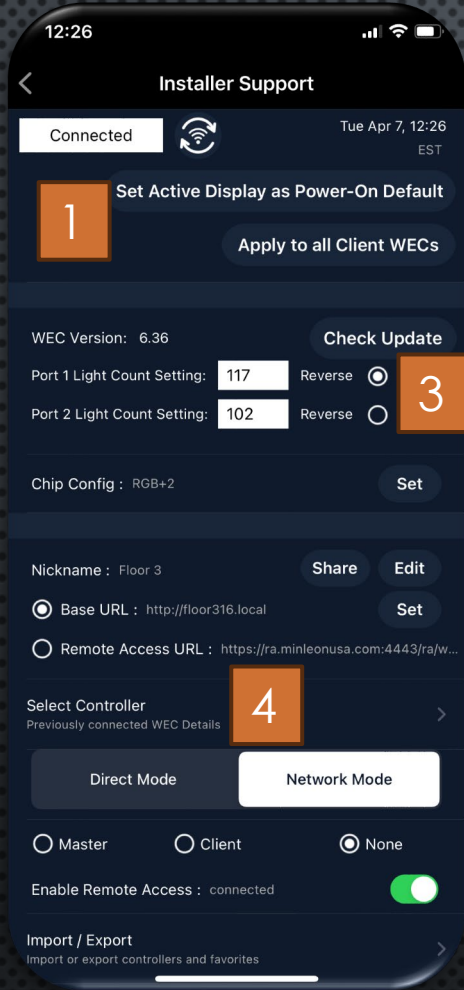 12:26
Installer Support
Connected
Tue Apr 7, 12:26
EST
1
Set Active Display as Power-On Default
Apply to all Client WECs
WEC Version: 6.36
Check Update
Port 1 Light Count Setting: 117 Reverse
3
Port 2 Light Count Setting: 102 Reverse
Chip Config : RGB+2 Set
Nickname : Floor 3 Share Edit
Base URL : http://floor316.local Set
Remote Access URL : https://ra.minleonusa.com:4443/ra/w...
Select Controller
4
Previously connected WEC Details
Direct Mode Network Mode
Master Client None
Enable Remote Access : connected
Import / Export
Import or export controllers and favorites